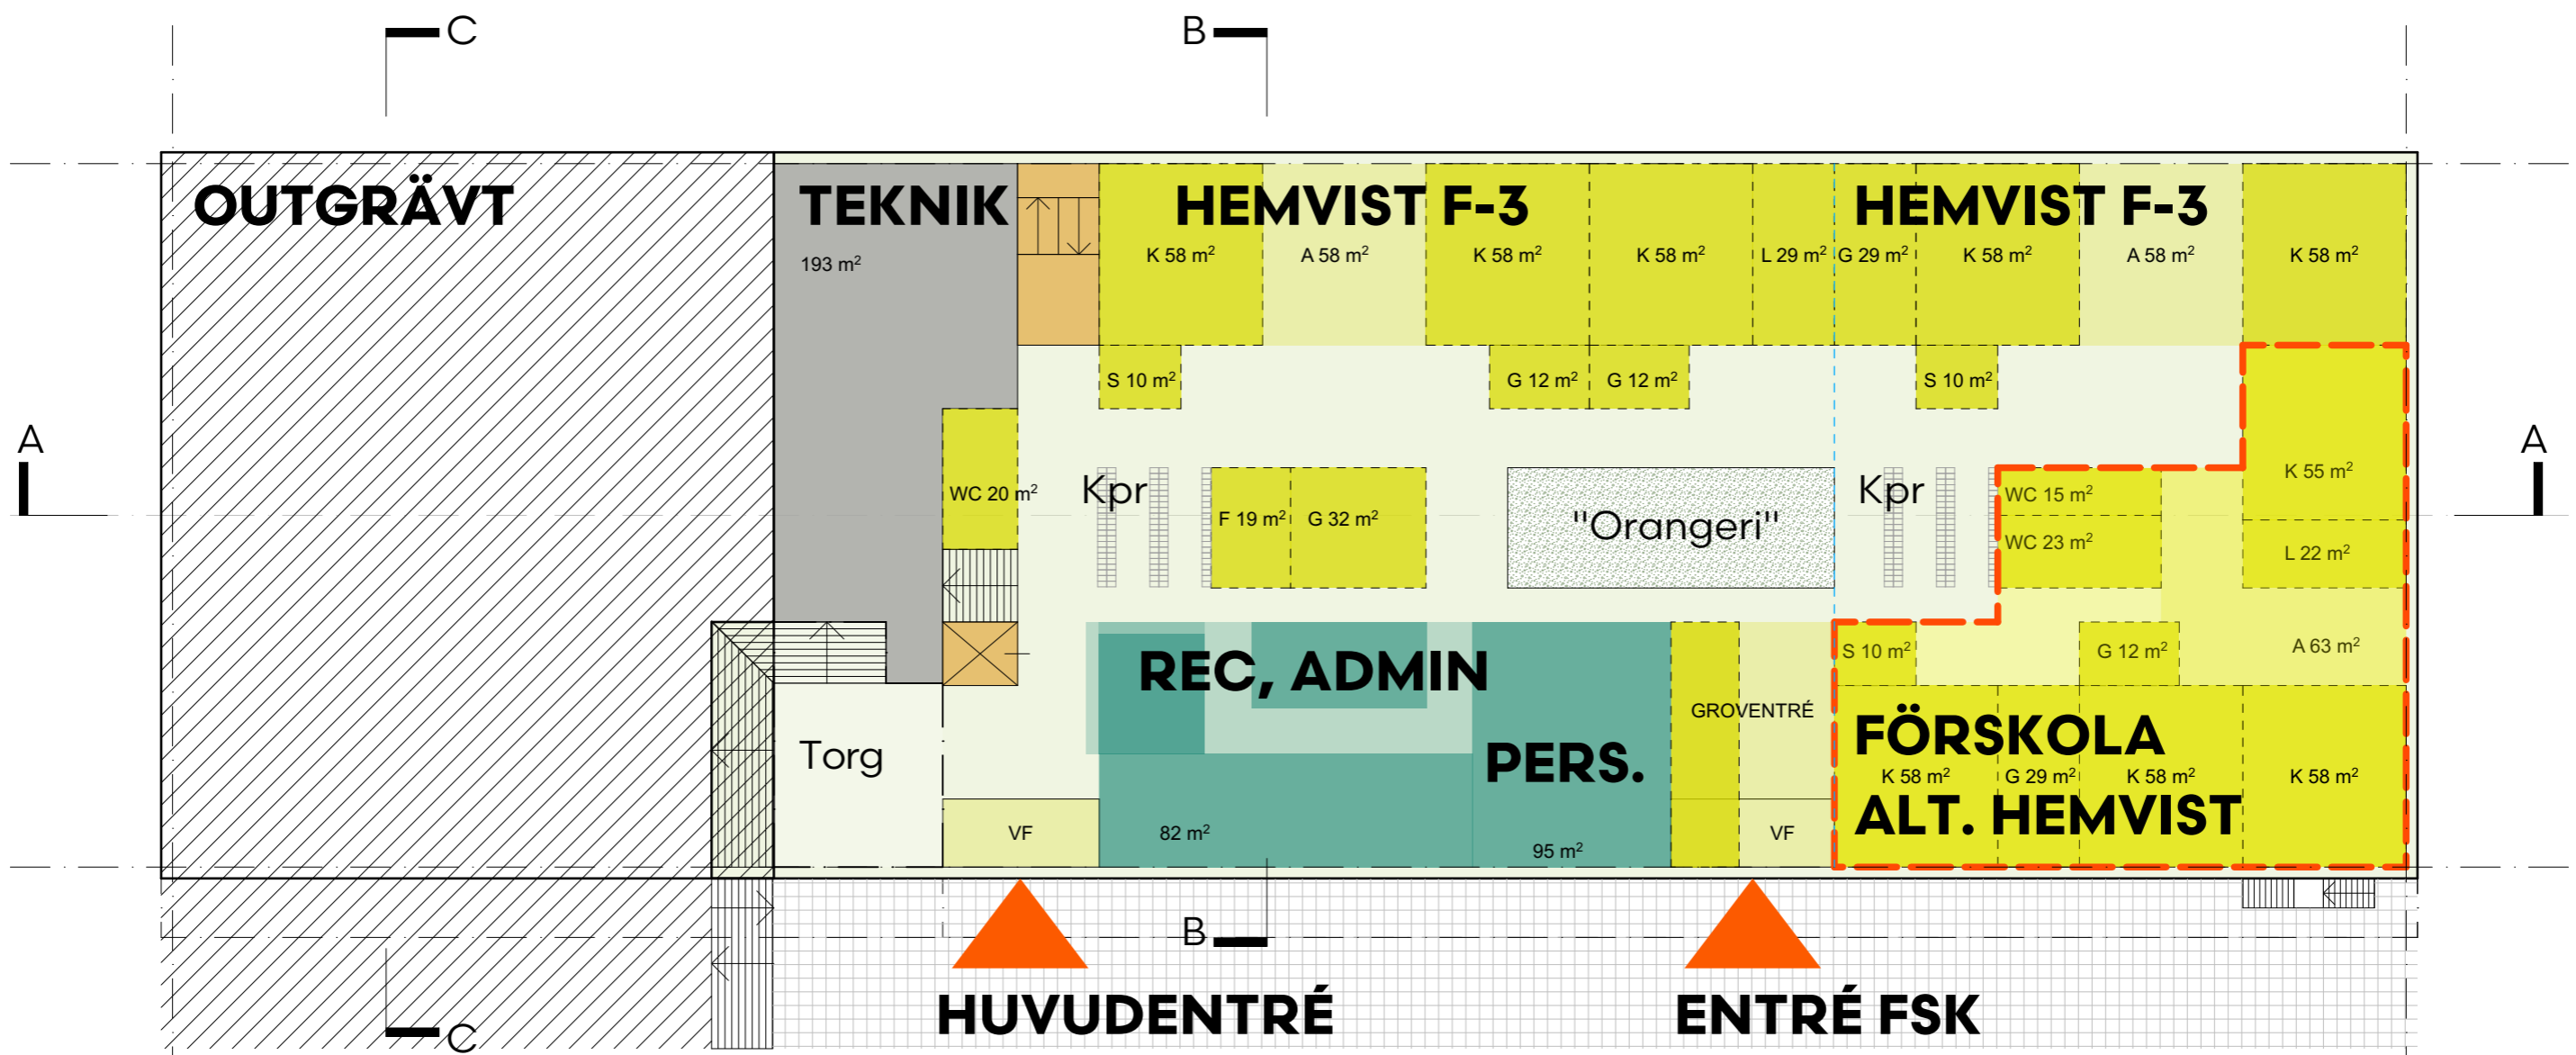 C
B
OUTGRÄVT
TEKNIK
HEMVIST F-3
HEMVIST F-3
193 m²
K 58 m²
A 58 m²
K 58 m²
K 58 m²
L 29 m²
G 29 m²
K 58 m²
A 58 m²
K 58 m²
S 10 m²
G 12 m²
G 12 m²
S 10 m²
A
A
K 55 m²
WC 20 m²
Kpr
F 19 m²
G 32 m²
"Orangeri"
Kpr
WC 15 m²
WC 23 m²
L 22 m²
REC, ADMIN
S 10 m²
G 12 m²
A 63 m²
GROVENTRÉ
Torg
PERS.
FÖRSKOLA
K 58 m²
G 29 m²
K 58 m²
K 58 m²
ALT. HEMVIST
VF
82 m²
95 m²
VF
B
HUVUDENTRÉ
ENTRÉ FSK
C